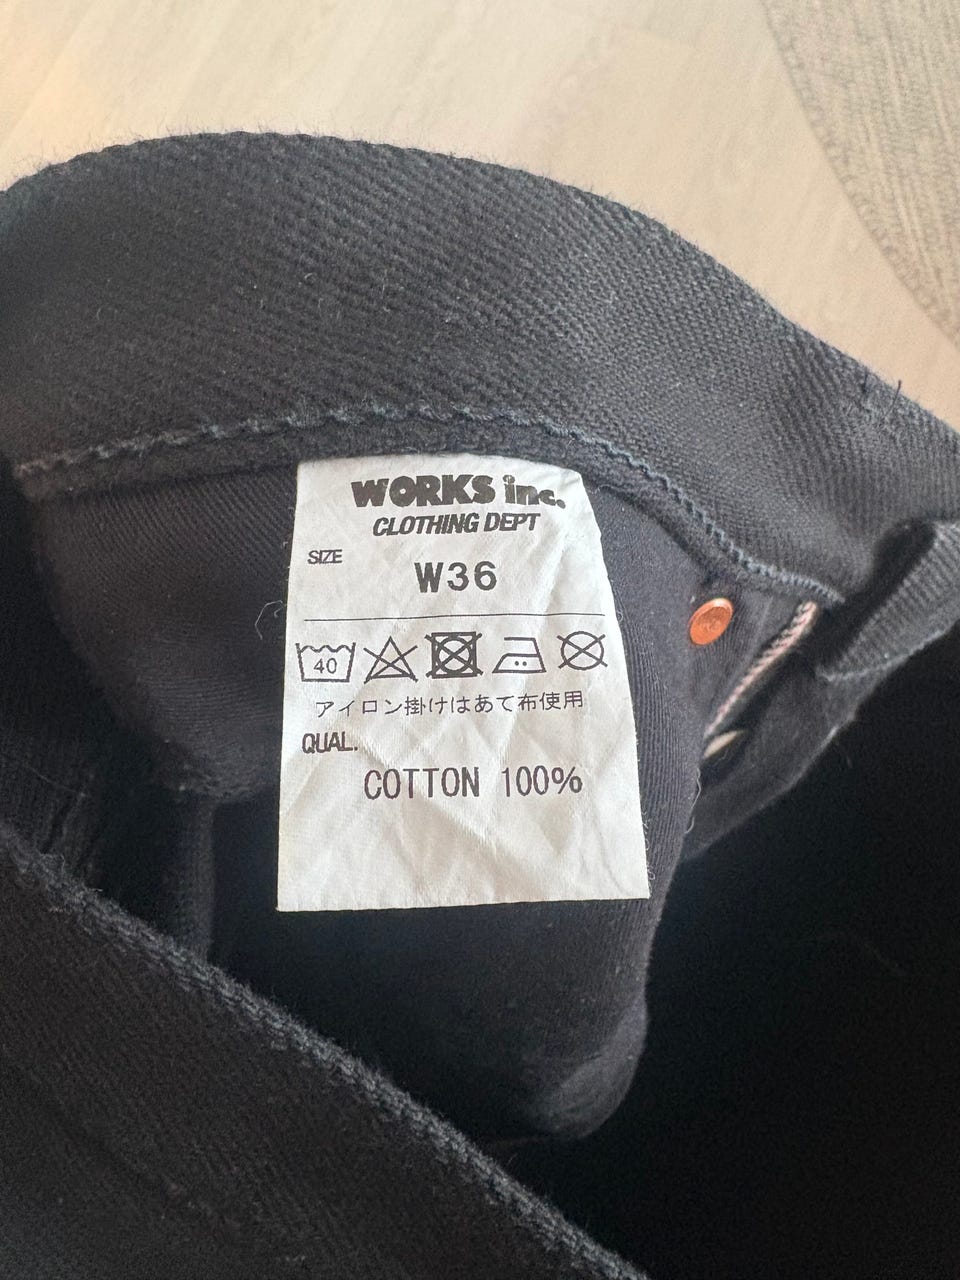 WORKS inc.
CLOTHING DEPT
SIZE
W36
40
アイロン掛けはあて布使用
QUAL.
COTTON 100%